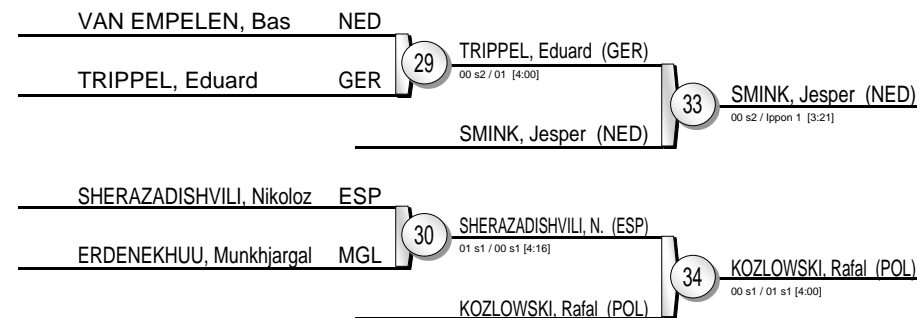 VAN EMPELEN, Bas NED
TRIPPEL, Eduard GER
29
TRIPPEL, Eduard (GER)
00 s2 / 01 [4:00]
SMINK, Jesper (NED)
33
SMINK, Jesper (NED)
00 s2 / Ippon 1 [3:21]
SHERAZADISHVILI, Nikoloz ESP
ERDENEKHUU, Munkhjargal MGL
30
SHERAZADISHVILI, N. (ESP)
01 s1 / 00 s1 [4:16]
KOZLOWSKI, Rafal (POL)
34
KOZLOWSKI, Rafal (POL)
00 s1 / 01 s1 [4:00]